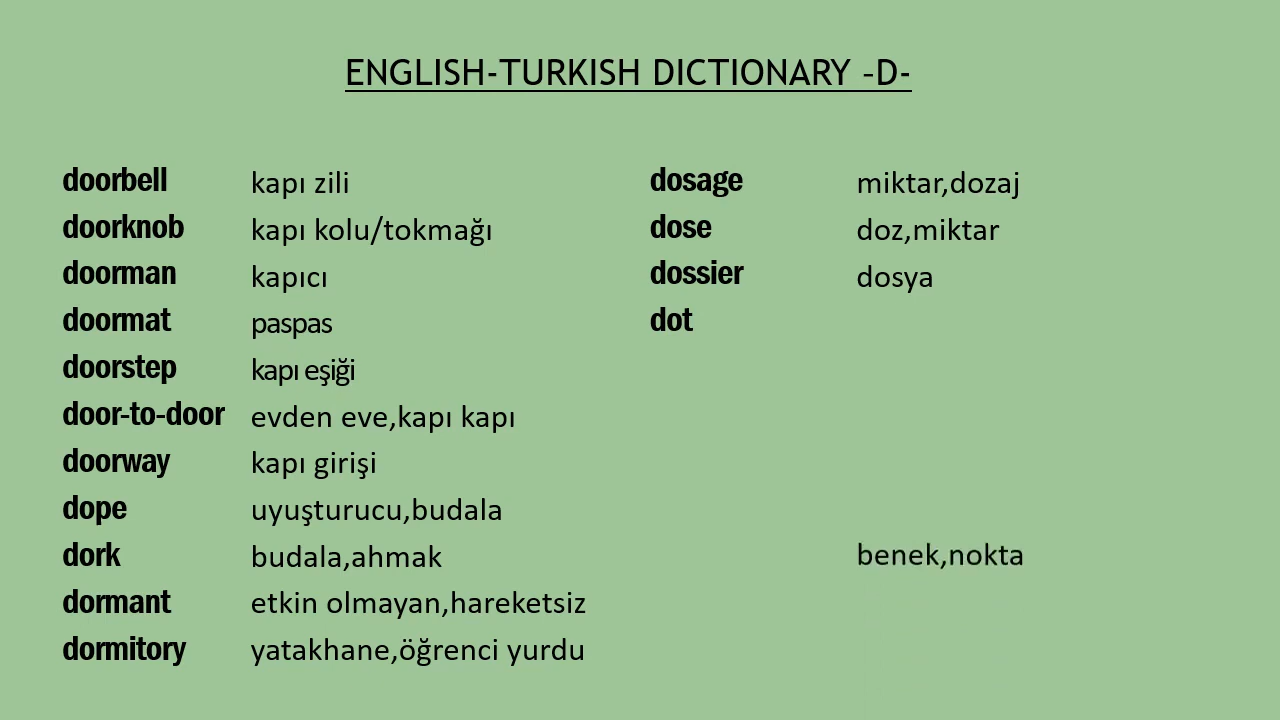 ENGLISH-TURKISH DICTIONARY –D-
doorbell kapı zili
doorknob kapı kolu/tokmağı
doorman kapıcı
doormat paspas
doorstep kapı eşiği
door-to-door evden eve,kapı kapı
doorway kapı girişi
dope uyuşturucu,budala
dork budala,ahmak
dormant etkin olmayan,hareketsiz
dormitory yatakhane,öğrenci yurdu
dosage miktar,dozaj
dose doz,miktar
dossier dosya
dot
benek,nokta